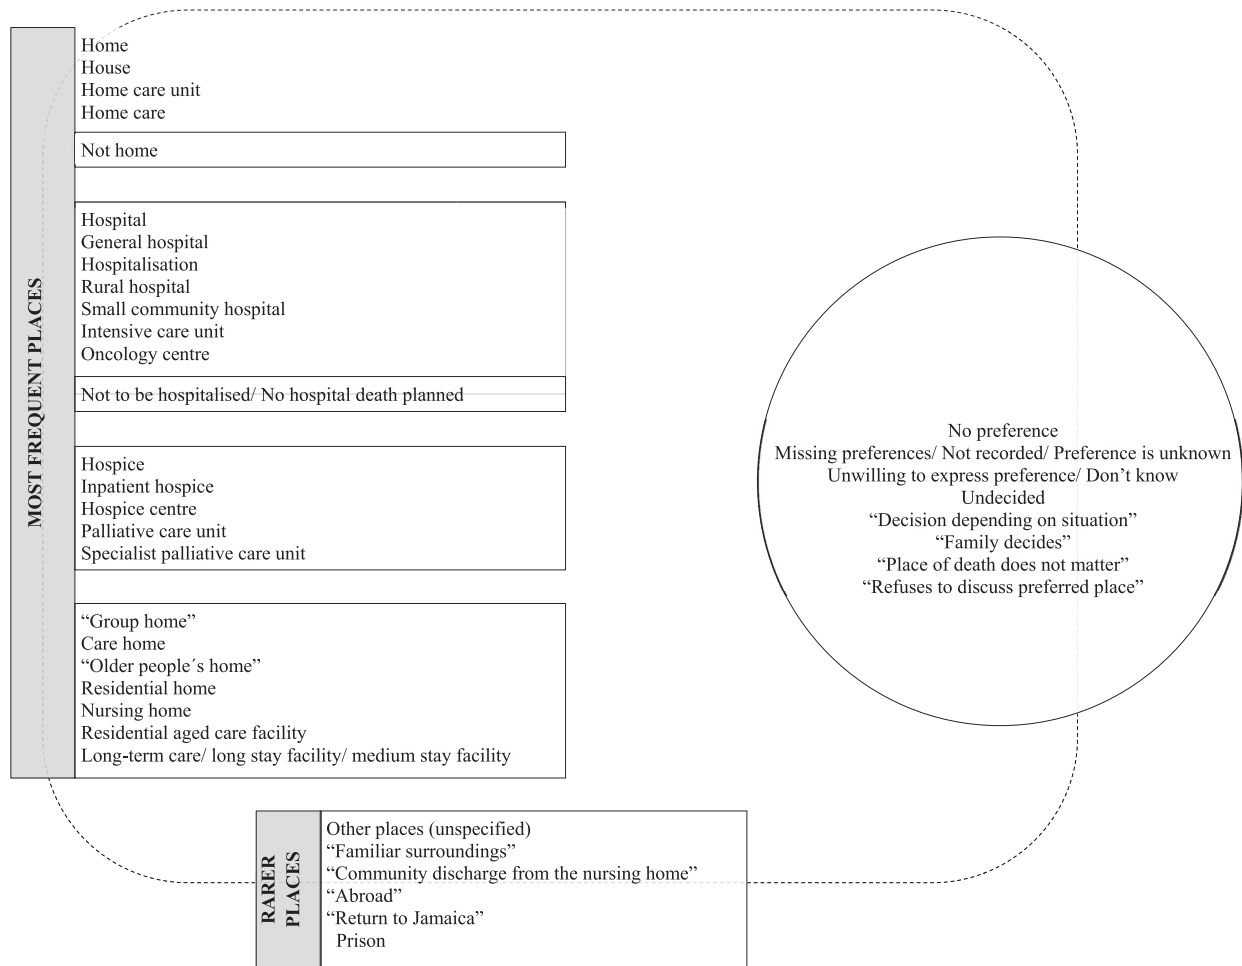 MOST FREQUENT PLACES
Home
House
Home care unit
Home care
Not home
Hospital
General hospital
Hospitalisation
Rural hospital
Small community hospital
Intensive care unit
Oncology centre
Not to be hospitalised/ No hospital death planned
Hospice
Inpatient hospice
Hospice centre
Palliative care unit
Specialist palliative care unit
“Group home”
Care home
“Older people´s home”
Residential home
Nursing home
Residential aged care facility
Long-term care/ long stay facility/ medium stay facility
RARER
PLACES
Other places (unspecified)
“Familiar surroundings”
“Community discharge from the nursing home”
“Abroad”
“Return to Jamaica”
Prison
No preference
Missing preferences/ Not recorded/ Preference is unknown
Unwilling to express preference/ Don’t know
Undecided
“Decision depending on situation”
“Family decides”
“Place of death does not matter”
“Refuses to discuss preferred place”